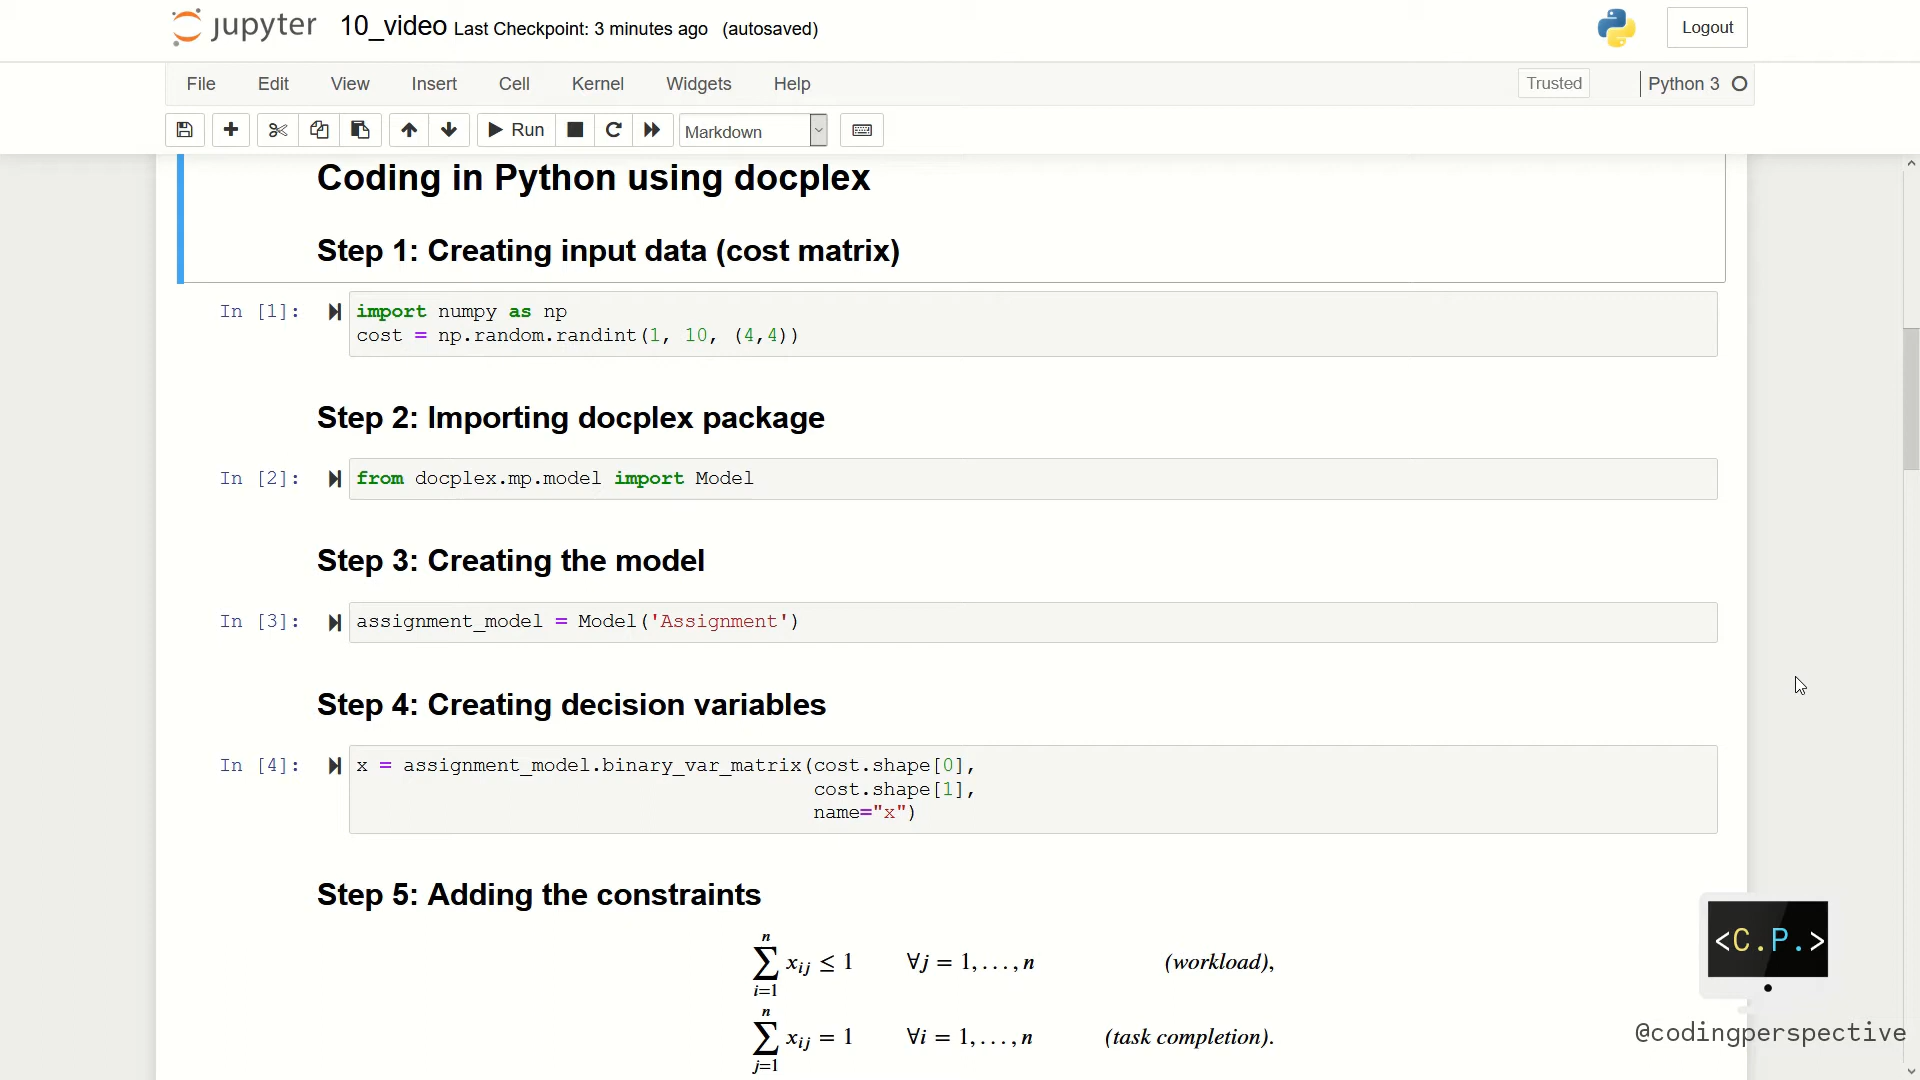 jupyter 10_video Last Checkpoint: 3 minutes ago (autosaved) Logout
File Edit View Insert Cell Kernel Widgets Help Trusted Python 3
Run Markdown
Coding in Python using docplex
Step 1: Creating input data (cost matrix)
In [1]: import numpy as np
cost = np.random.randint(1, 10, (4,4))
Step 2: Importing docplex package
In [2]: from docplex.mp.model import Model
Step 3: Creating the model
In [3]: assignment_model = Model('Assignment')
Step 4: Creating decision variables
In [4]: x = assignment_model.binary_var_matrix(cost.shape[0],
cost.shape[1],
name="x")
Step 5: Adding the constraints
∑_{i=1}^{n} x_{ij} ≤ 1 ∀j = 1, . . . , n (workload),
∑_{j=1}^{n} x_{ij} = 1 ∀i = 1, . . . , n (task completion).
<C.P.>
@codingperspective